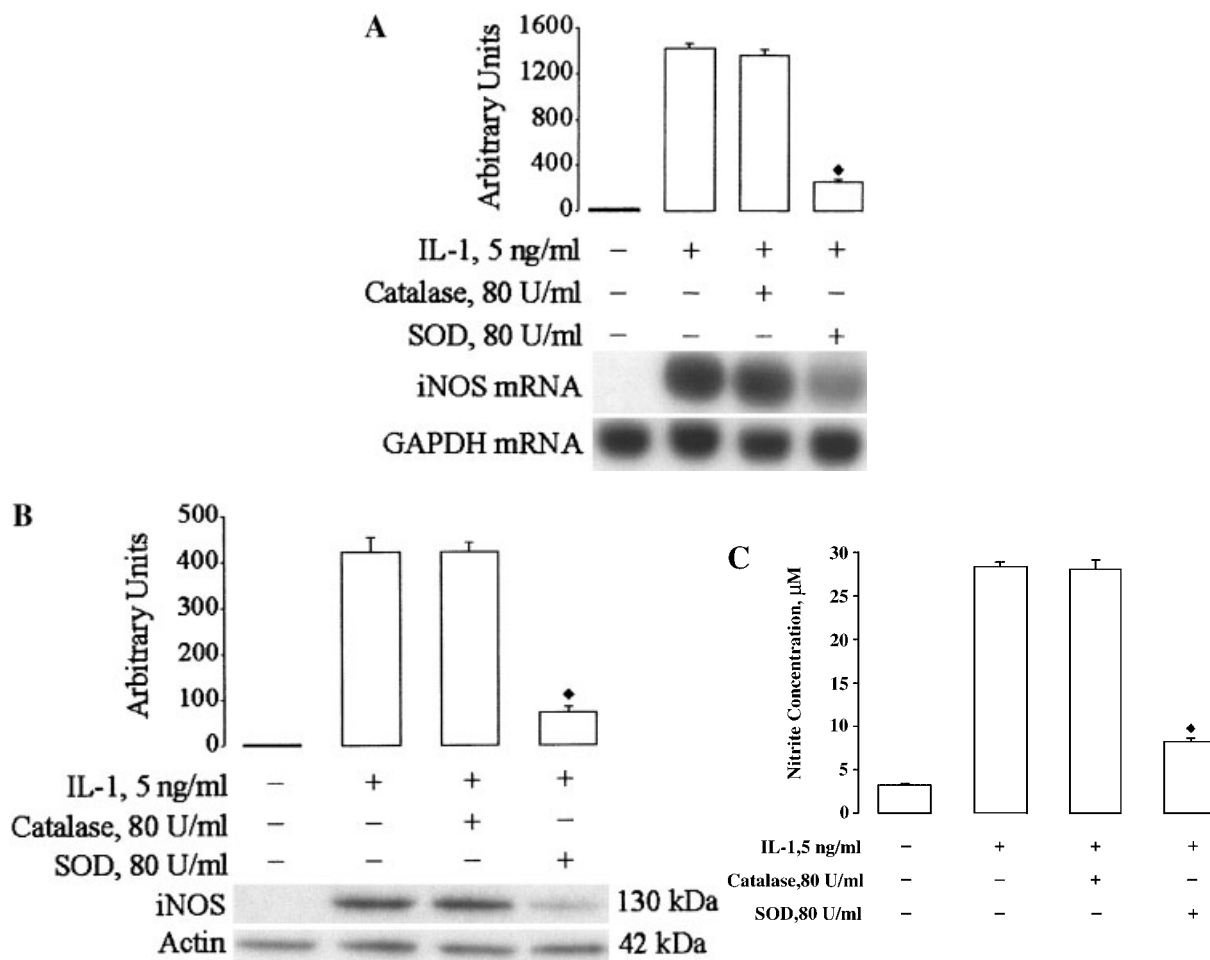 A
Arbitrary Units
1600
1200
800
400
0
◆
IL-1, 5 ng/ml – + + +
Catalase, 80 U/ml – – + –
SOD, 80 U/ml – – – +
iNOS mRNA
GAPDH mRNA
B
Arbitrary Units
500
400
300
200
100
0
◆
IL-1, 5 ng/ml – + + +
Catalase, 80 U/ml – – + –
SOD, 80 U/ml – – – +
iNOS 130 kDa
Actin 42 kDa
C
Nitrite Concentration, μM
30
25
20
15
10
5
0
◆
IL-1,5 ng/ml – + + +
Catalase,80 U/ml – – + –
SOD,80 U/ml – – – +